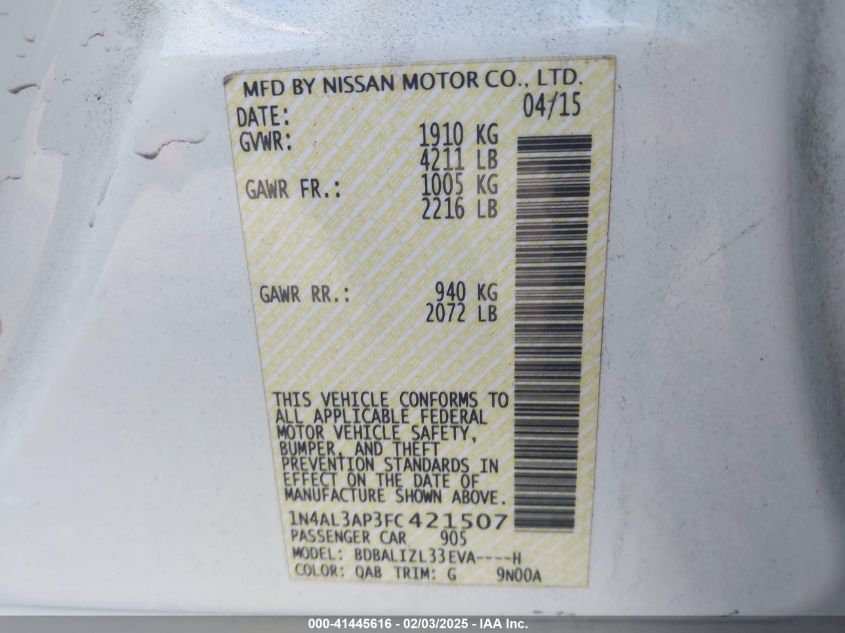 MFD BY NISSAN MOTOR CO., LTD.
DATE: 04/15
GVWR: 1910 KG
4211 LB
GAWR FR.: 1005 KG
2216 LB
GAWR RR.: 940 KG
2072 LB
THIS VEHICLE CONFORMS TO
ALL APPLICABLE FEDERAL
MOTOR VEHICLE SAFETY,
BUMPER, AND THEFT
PREVENTION STANDARDS IN
EFFECT ON THE DATE OF
MANUFACTURE SHOWN ABOVE.
1N4AL3AP3FC421507
PASSENGER CAR 905
MODEL: BDBALIZL33EVA----H
COLOR: QAB TRIM: G 9N00A
000-41445616 - 02/03/2025 - IAA Inc.